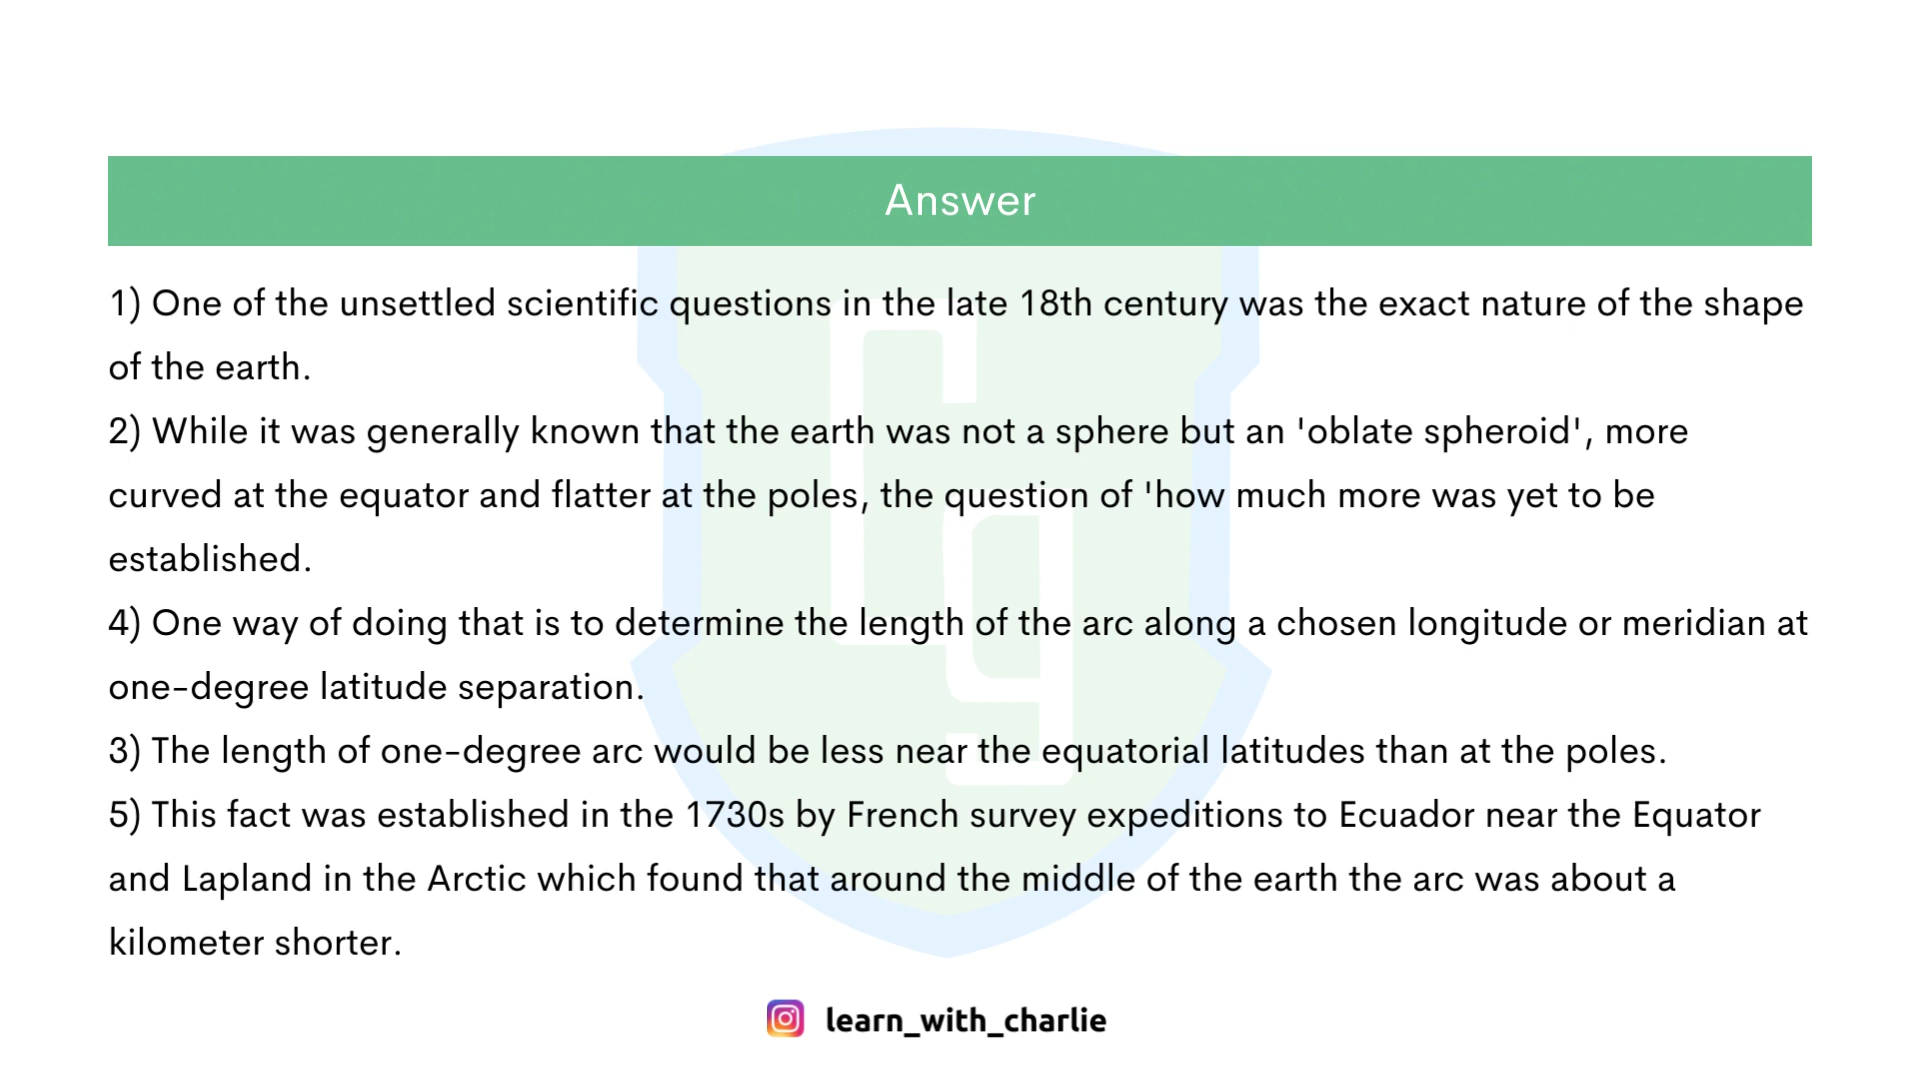 Answer
1) One of the unsettled scientific questions in the late 18th century was the exact nature of the shape
of the earth.
2) While it was generally known that the earth was not a sphere but an 'oblate spheroid', more
curved at the equator and flatter at the poles, the question of 'how much more was yet to be
established.
4) One way of doing that is to determine the length of the arc along a chosen longitude or meridian at
one-degree latitude separation.
3) The length of one-degree arc would be less near the equatorial latitudes than at the poles.
5) This fact was established in the 1730s by French survey expeditions to Ecuador near the Equator
and Lapland in the Arctic which found that around the middle of the earth the arc was about a
kilometer shorter.
learn_with_charlie